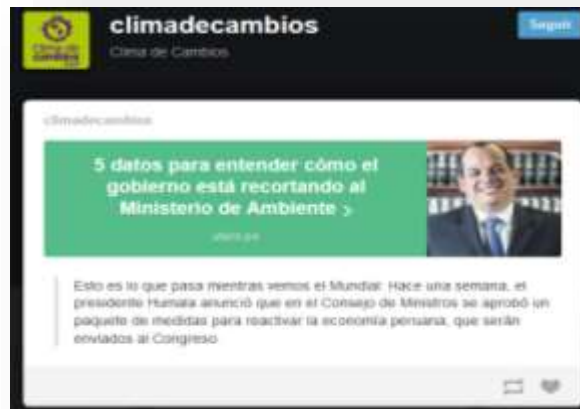 climadecambios
Clima de Cambios
Seguir
climadecambios
5 datos para entender cómo el
gobierno está recortando al
Ministerio de Ambiente >
Esto es lo que pasa mientras vemos el Mundial: Hace una semana, el
presidente Humala anunció que en el Consejo de Ministros se aprobó un
paquete de medidas para reactivar la economía peruana, que serán
enviados al Congreso